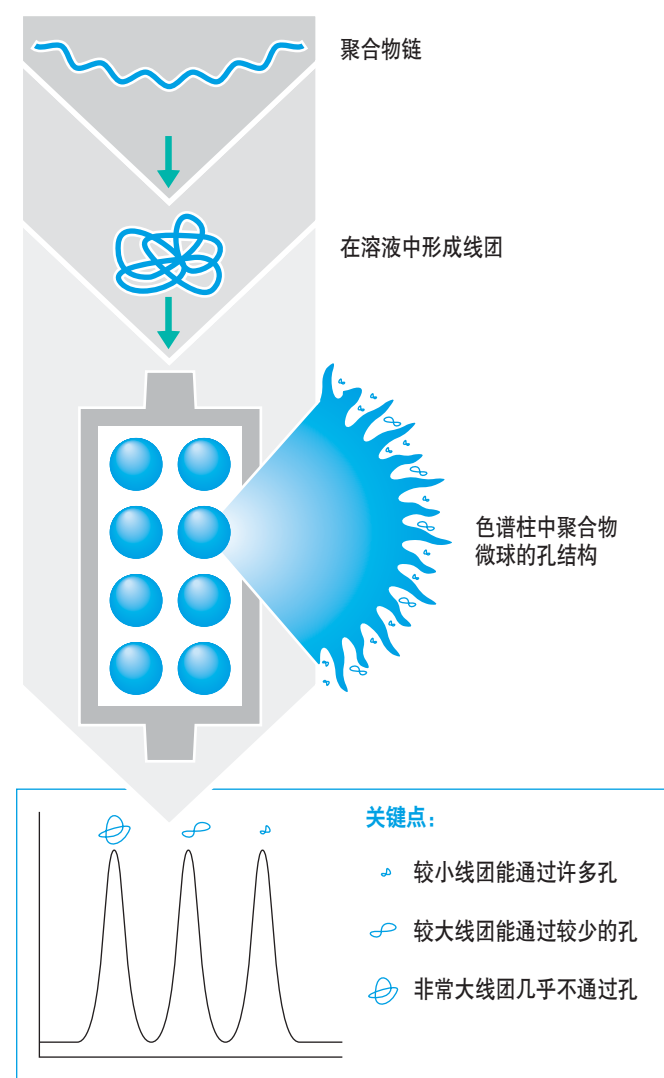 聚合物链
在溶液中形成线团
色谱柱中聚合物
微球的孔结构
关键点：
较小线团能通过许多孔
较大线团能通过较少的孔
非常大线团几乎不通过孔